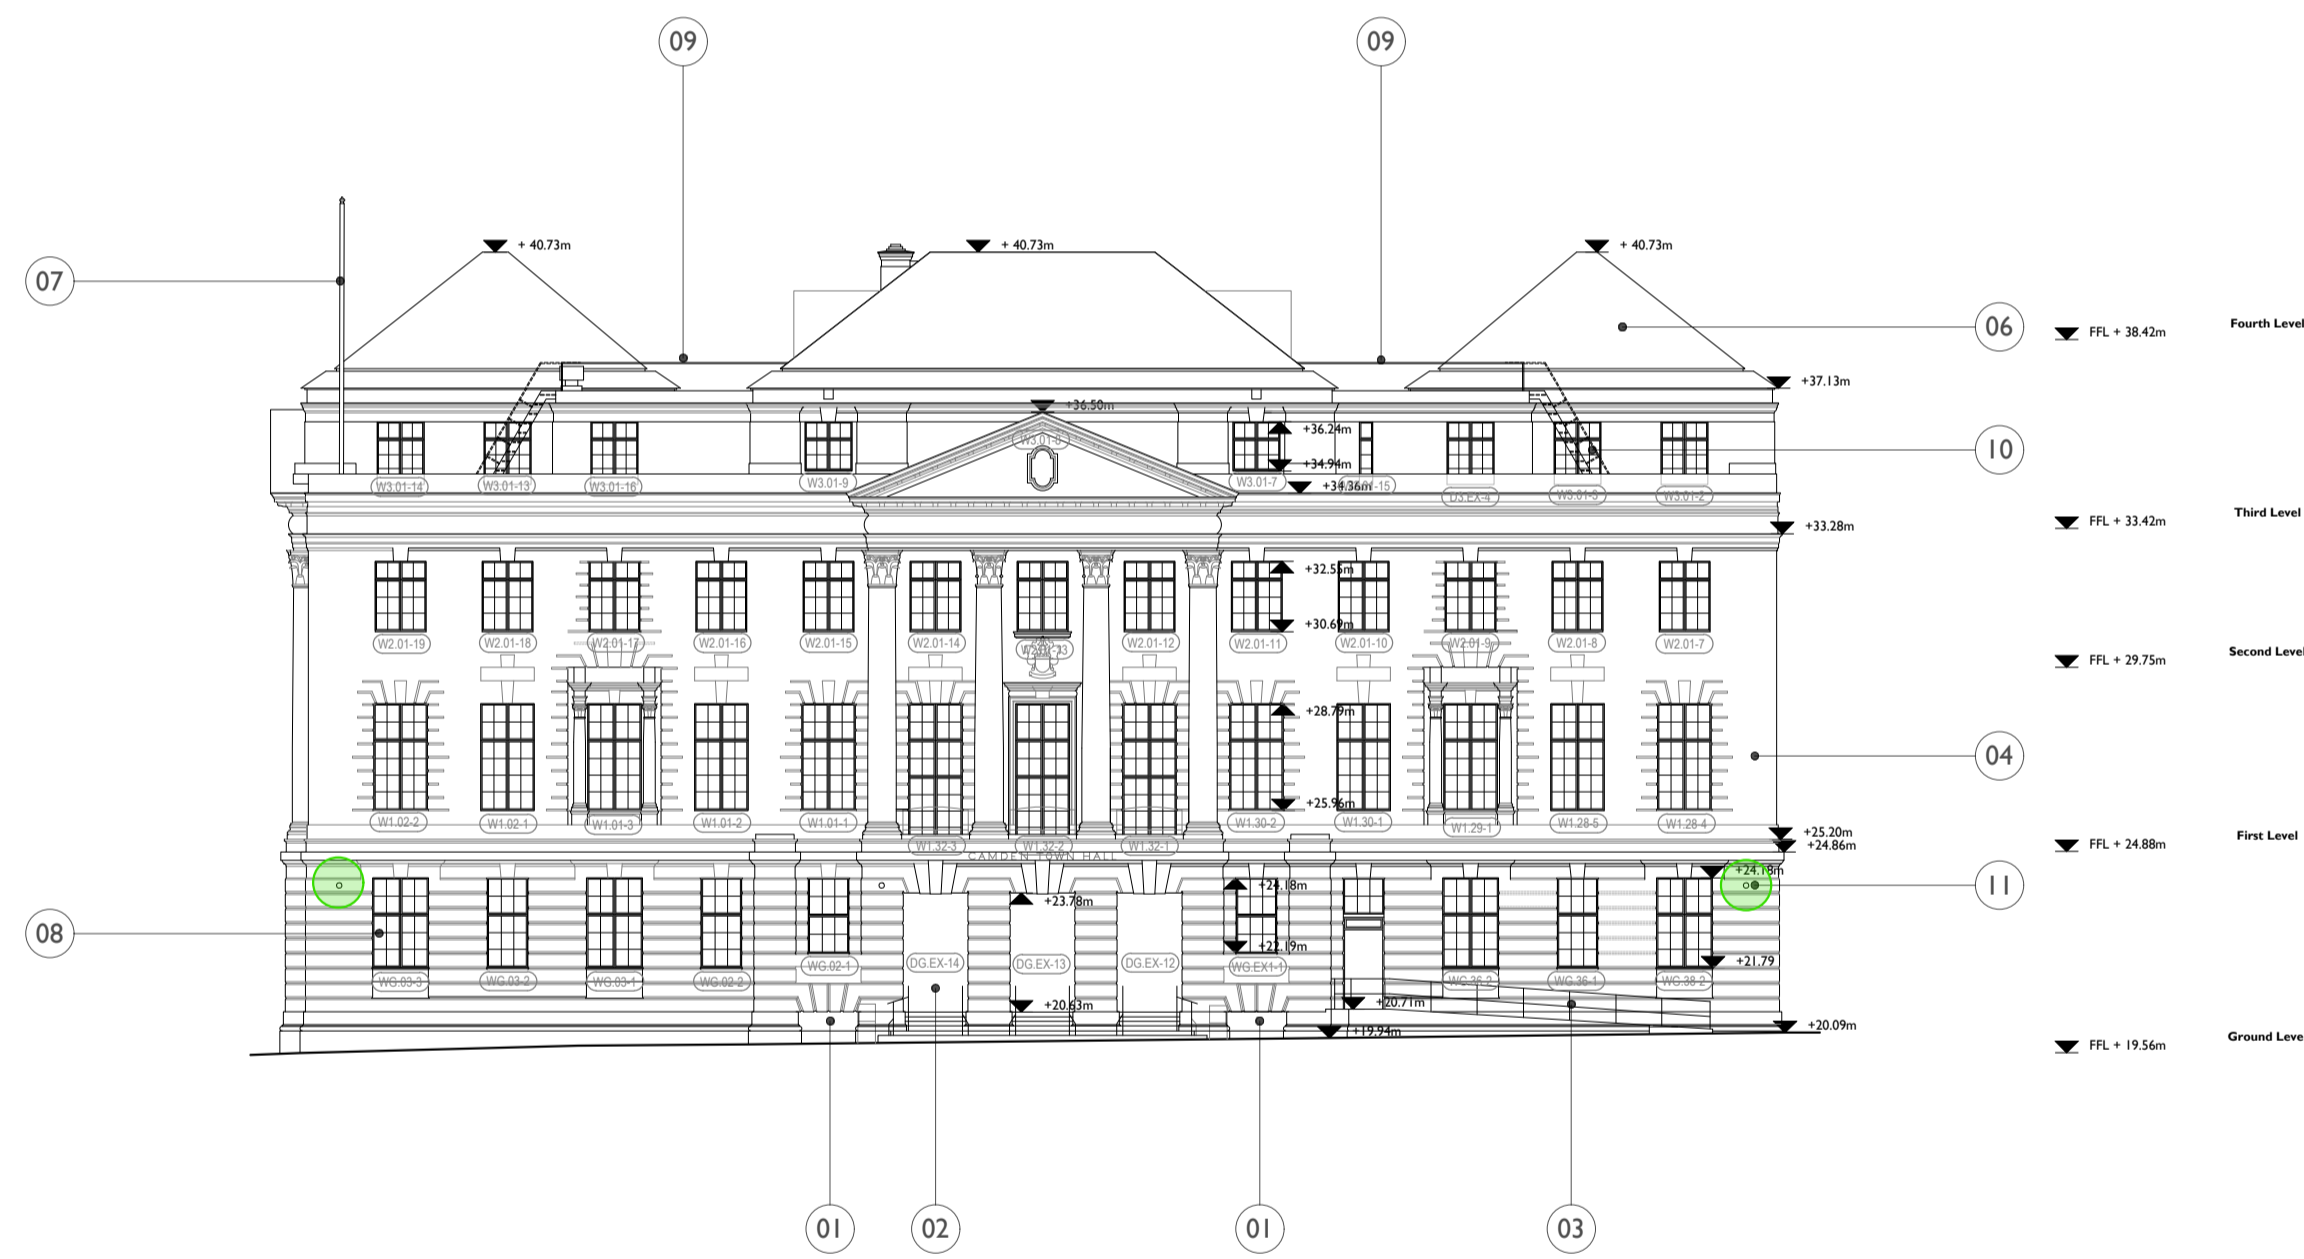 09
09
+ 40.73m
+ 40.73m
+ 40.73m
07
06
FFL + 38.42m
Fourth Level
+37.13m
+36.50m
+36.24m
W3.01-8
10
+34.94m
W3.01-14
W3.01-13
W3.01-16
W3.01-9
W3.01-7
+34.36m
D3.EX-4
W3.01-3
W3.01-2
FFL + 33.42m
Third Level
+33.28m
+32.55m
+30.69m
W2.01-19
W2.01-18
W2.01-17
W2.01-16
W2.01-15
W2.01-14
W2.01-12
W2.01-11
W2.01-10
W2.01-9
W2.01-8
W2.01-7
FFL + 29.75m
Second Level
+28.79m
04
+25.96m
W1.02-2
W1.02-1
W1.01-3
W1.01-2
W1.01-1
W1.30-2
W1.30-1
W1.29-1
W1.28-5
W1.28-4
+25.20m
+24.86m
FFL + 24.88m
First Level
W1.32-3
W1.32-2
W1.32-1
CAMDEN TOWN HALL
+24.18m
+24.18m
11
+23.78m
08
+22.19m
DG.EX-14
DG.EX-13
DG.EX-12
WG.02-1
WG.EX1-1
+21.79
WG.03-3
WG.03-2
WG.03-1
WG.02-2
WG.36-2
WG.36-1
WG.38-2
+20.63m
+20.71m
+20.09m
+19.94m
FFL + 19.56m
Ground Leve
01
02
01
03